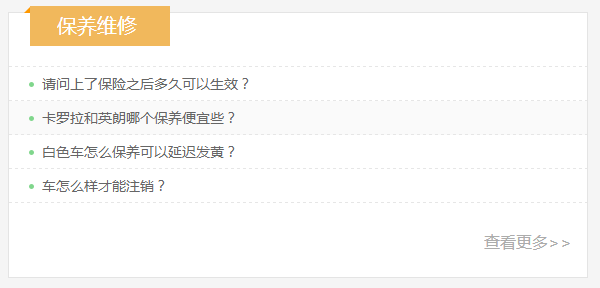 保养维修
请问上了保险之后多久可以生效？
卡罗拉和英朗哪个保养便宜些？
白色车怎么保养可以延迟发黄？
车怎么样才能注销？
查看更多>>